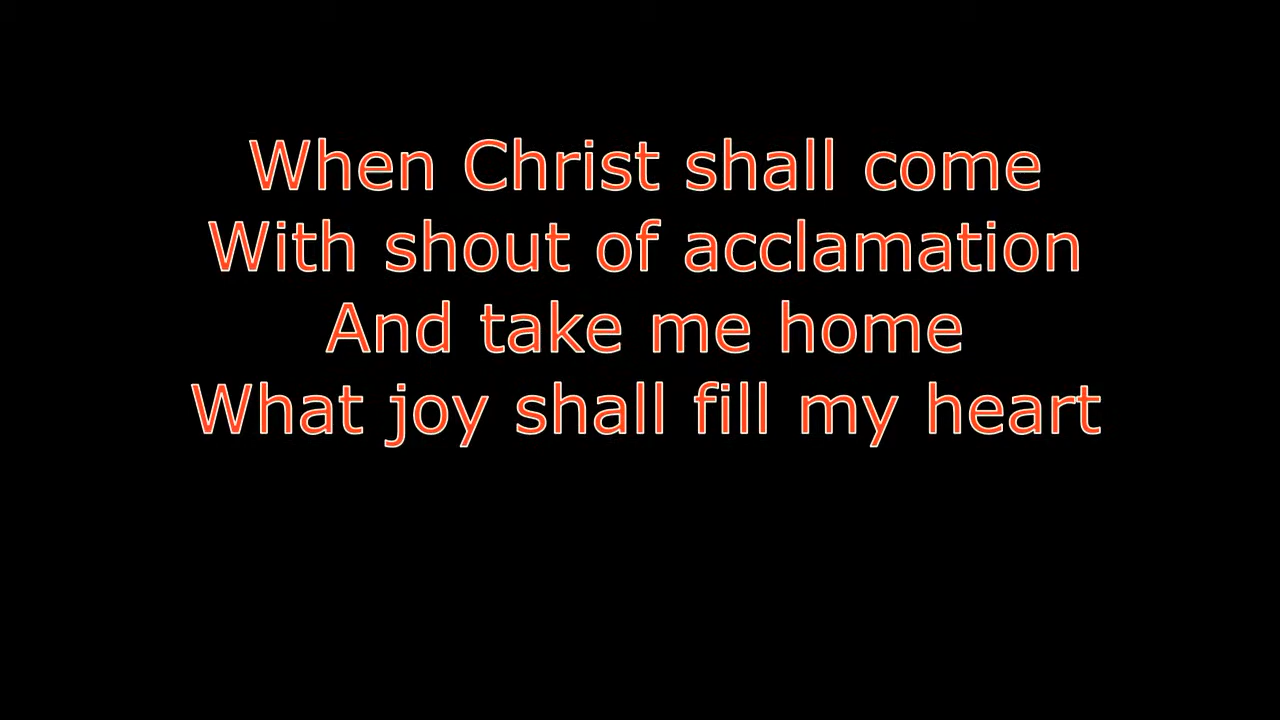 When Christ shall come
With shout of acclamation
And take me home
What joy shall fill my heart